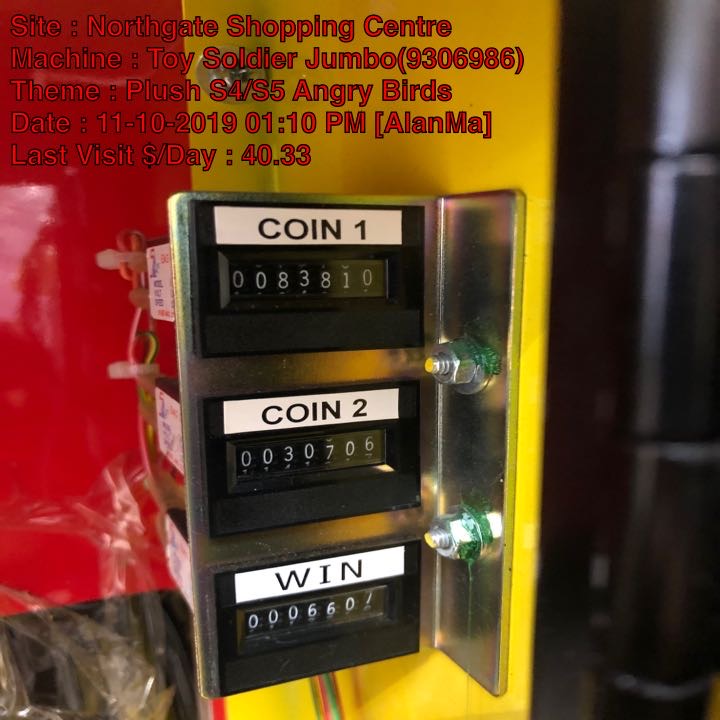 Site : Northgate Shopping Centre
Machine : Toy Soldier Jumbo(9306986)
Theme : Plush S4/S5 Angry Birds
Date : 11-10-2019 01:10 PM [AlanMa]
Last Visit $/Day : 40.33
COIN 1
0083810
COIN 2
0030706
WIN
0006607